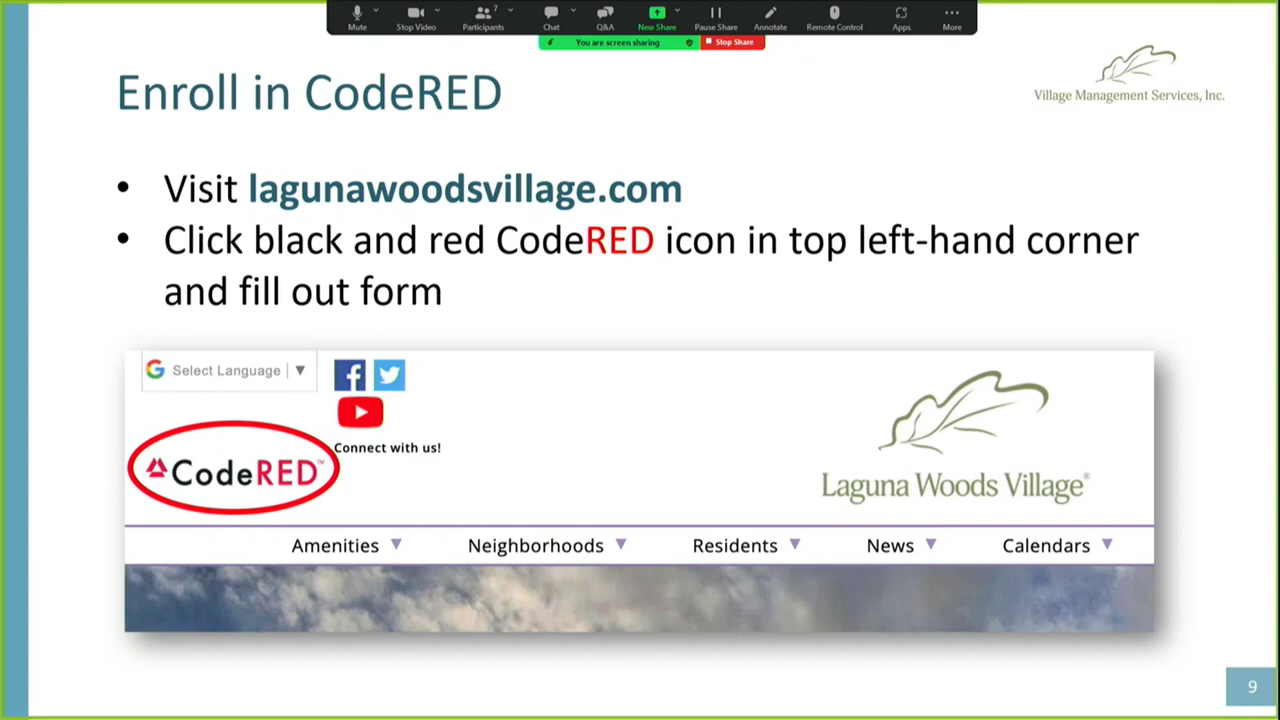 Mute
Stop Video
Participants
7
Chat
Q&A
New Share
Pause Share
Annotate
Remote Control
Apps
More
You are screen sharing
Stop Share
Enroll in CodeRED
Village Management Services, Inc.
• Visit lagunawoodsvillage.com
• Click black and red CodeRED icon in top left-hand corner
and fill out form
G Select Language ▼
f
Connect with us!
CodeRED™
Laguna Woods Village®
Amenities ▼ Neighborhoods ▼ Residents ▼ News ▼ Calendars ▼
9